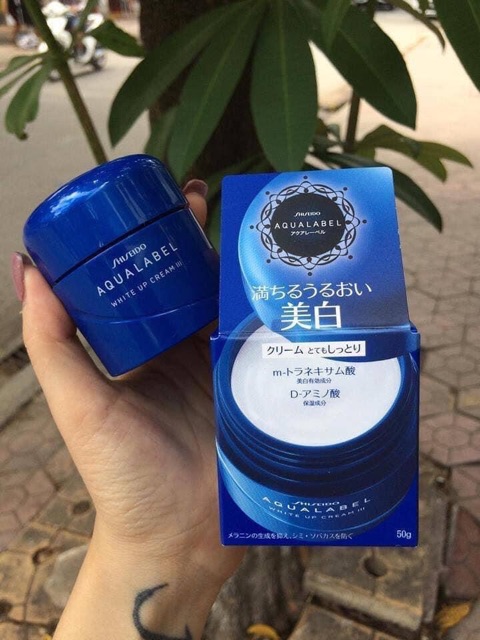 SHISEIDO
AQUALABEL
WHITE UP CREAM III
SHISEIDO
AQUALABEL
アクアレーベル
満ちるうるおい
美白
クリーム とてもしっとり
m-トラネキサム酸
美白有効成分
D-アミノ酸
保湿成分
SHISEIDO
AQUALABEL
WHITE UP CREAM III
メラニンの生成を抑え、シミ・ソバカスを防ぐ
50g